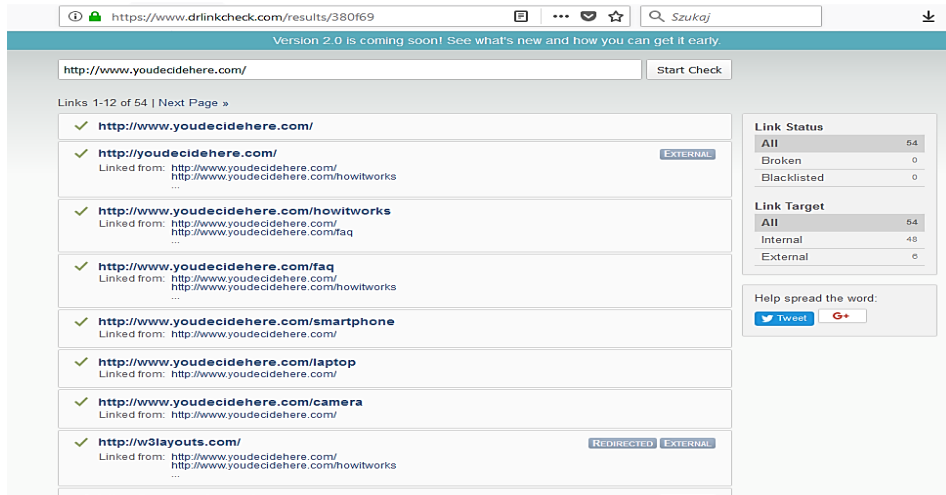 https://www.drlinkcheck.com/results/380f69
Szukaj
Version 2.0 is coming soon! See what's new and how you can get it early.
http://www.youdecidehere.com/
Start Check
Links 1-12 of 54 | Next Page »
http://www.youdecidehere.com/
http://youdecidehere.com/ EXTERNAL
Linked from: http://www.youdecidehere.com/
http://www.youdecidehere.com/howitworks
...
http://www.youdecidehere.com/howitworks
Linked from: http://www.youdecidehere.com/
http://www.youdecidehere.com/faq
...
http://www.youdecidehere.com/faq
Linked from: http://www.youdecidehere.com/
http://www.youdecidehere.com/howitworks
...
http://www.youdecidehere.com/smartphone
Linked from: http://www.youdecidehere.com/
http://www.youdecidehere.com/laptop
Linked from: http://www.youdecidehere.com/
http://www.youdecidehere.com/camera
Linked from: http://www.youdecidehere.com/
http://w3layouts.com/ REDIRECTED EXTERNAL
Linked from: http://www.youdecidehere.com/
http://www.youdecidehere.com/howitworks
...
Link Status
All 54
Broken 0
Blacklisted 0
Link Target
All 54
Internal 48
External 6
Help spread the word:
Tweet
G+